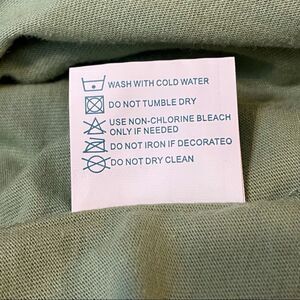 WASH WITH COLD WATER
DO NOT TUMBLE DRY
USE NON-CHLORINE BLEACH
ONLY IF NEEDED
DO NOT IRON IF DECORATEO
DO NOT DRY CLEAN